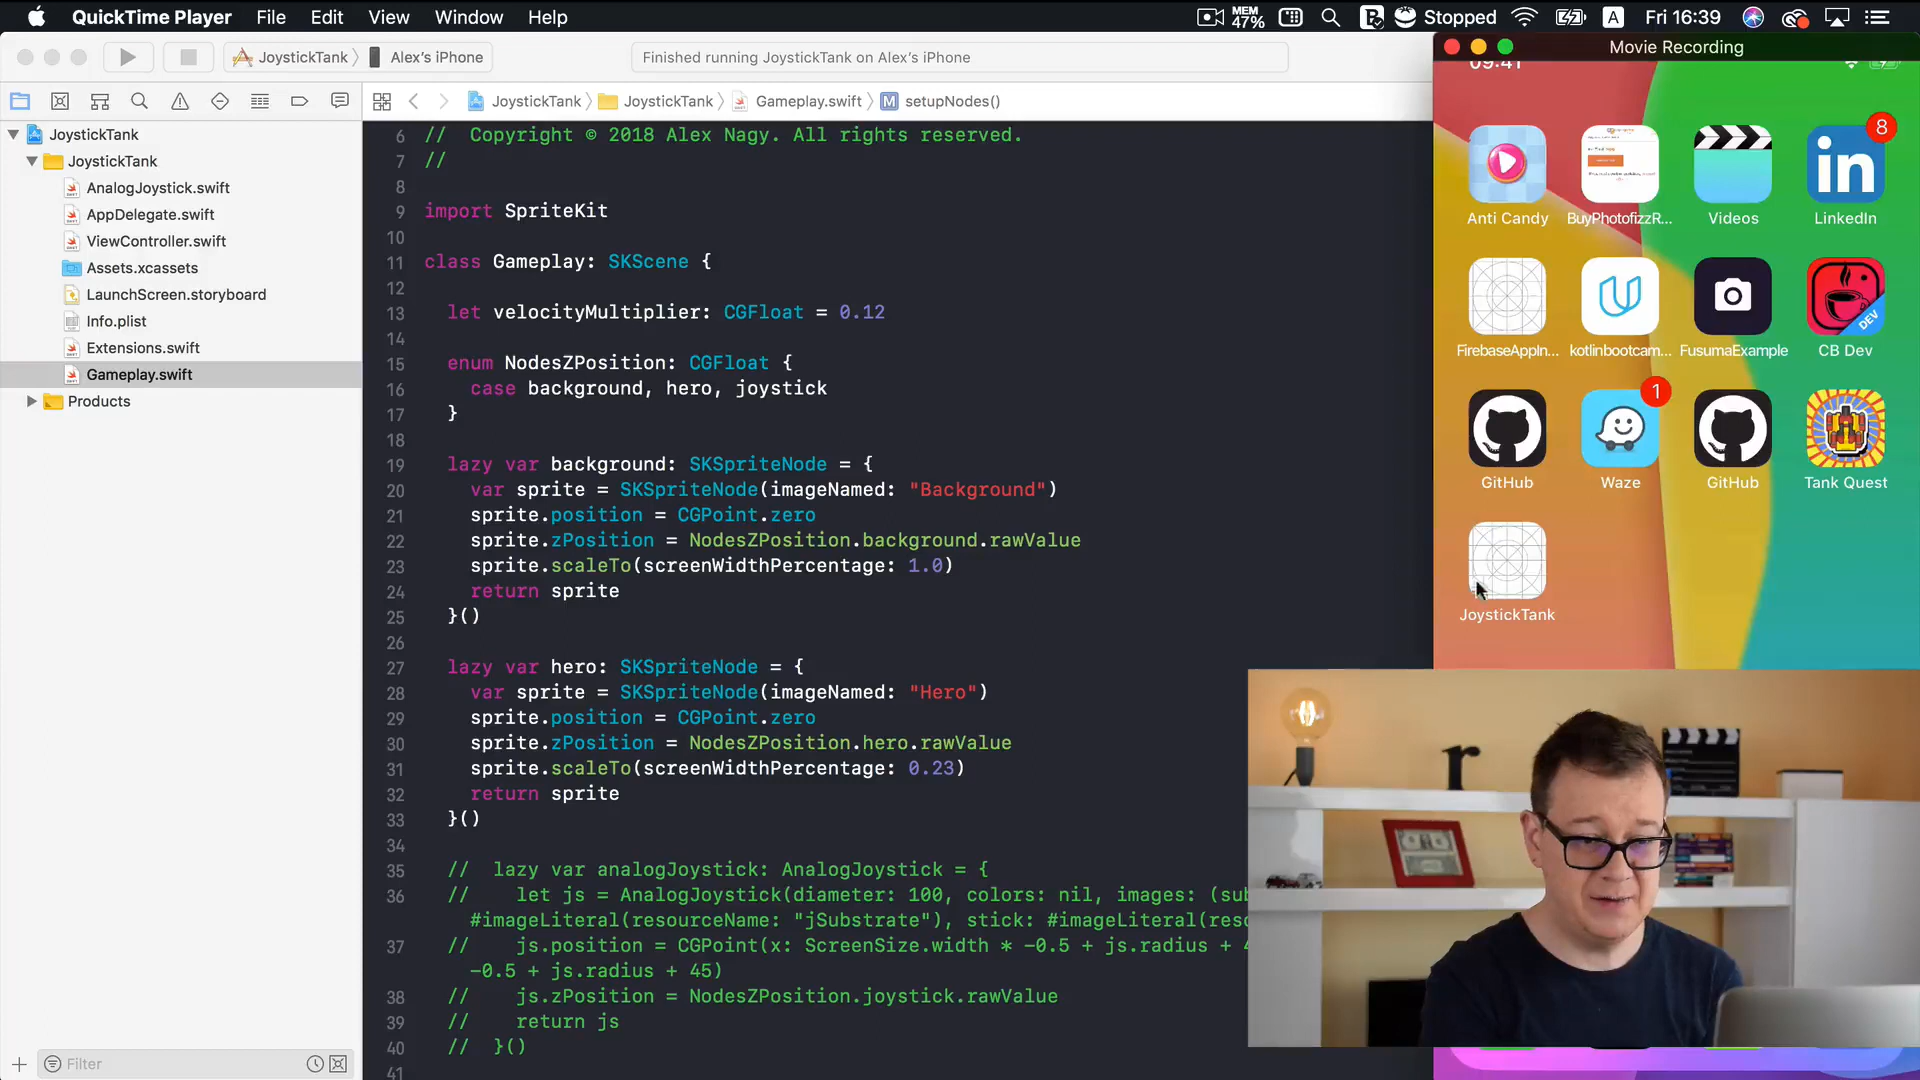 QuickTime Player File Edit View Window Help MEM 47% Stopped A Fri 16:39
JoystickTank Alex's iPhone Finished running JoystickTank on Alex's iPhone
JoystickTank JoystickTank Gameplay.swift M setupNodes()
JoystickTank
JoystickTank
AnalogJoystick.swift
AppDelegate.swift
ViewController.swift
Assets.xcassets
LaunchScreen.storyboard
Info.plist
Extensions.swift
Gameplay.swift
Products
Filter
6 // Copyright © 2018 Alex Nagy. All rights reserved.
7 //
8
9 import SpriteKit
10
11 class Gameplay: SKScene {
12
13 let velocityMultiplier: CGFloat = 0.12
14
15 enum NodesZPosition: CGFloat {
16 case background, hero, joystick
17 }
18
19 lazy var background: SKSpriteNode = {
20 var sprite = SKSpriteNode(imageNamed: "Background")
21 sprite.position = CGPoint.zero
22 sprite.zPosition = NodesZPosition.background.rawValue
23 sprite.scaleTo(screenWidthPercentage: 1.0)
24 return sprite
25 }()
26
27 lazy var hero: SKSpriteNode = {
28 var sprite = SKSpriteNode(imageNamed: "Hero")
29 sprite.position = CGPoint.zero
30 sprite.zPosition = NodesZPosition.hero.rawValue
31 sprite.scaleTo(screenWidthPercentage: 0.23)
32 return sprite
33 }()
34
35 // lazy var analogJoystick: AnalogJoystick = {
36 // let js = AnalogJoystick(diameter: 100, colors: nil, images: (sub
#imageLiteral(resourceName: "jSubstrate"), stick: #imageLiteral(reso
37 // js.position = CGPoint(x: ScreenSize.width * -0.5 + js.radius + 4
-0.5 + js.radius + 45)
38 // js.zPosition = NodesZPosition.joystick.rawValue
39 // return js
40 // }()
41
Movie Recording
09:41
8
in
Anti Candy BuyPhotofizzR... Videos LinkedIn
DEV
FirebaseAppIn... kotlinbootcam... FusumaExample CB Dev
1
GitHub Waze GitHub Tank Quest
JoystickTank